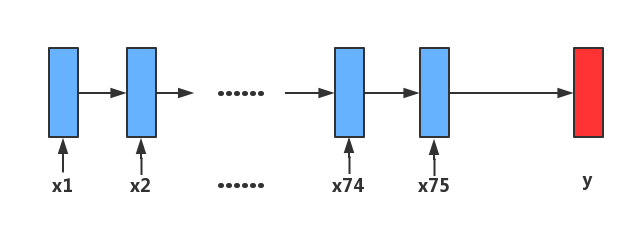 ......
x1 x2 ...... x74 x75 y